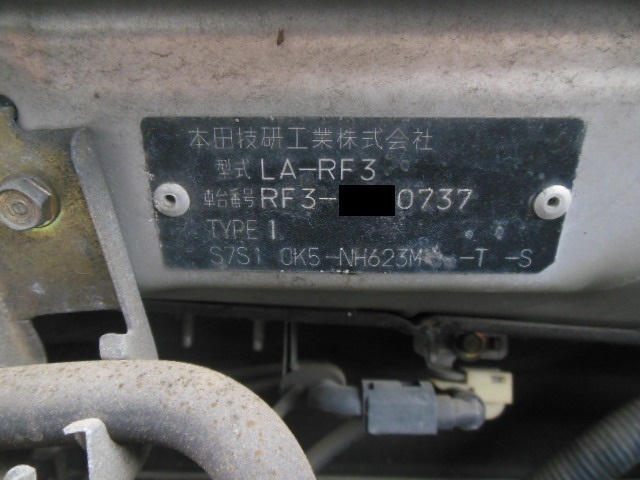 本田技研工業株式会社
型式 LA-RF3
車台番号 RF3- 0737
TYPE 1
S7S1 0K5-NH623M -T -S